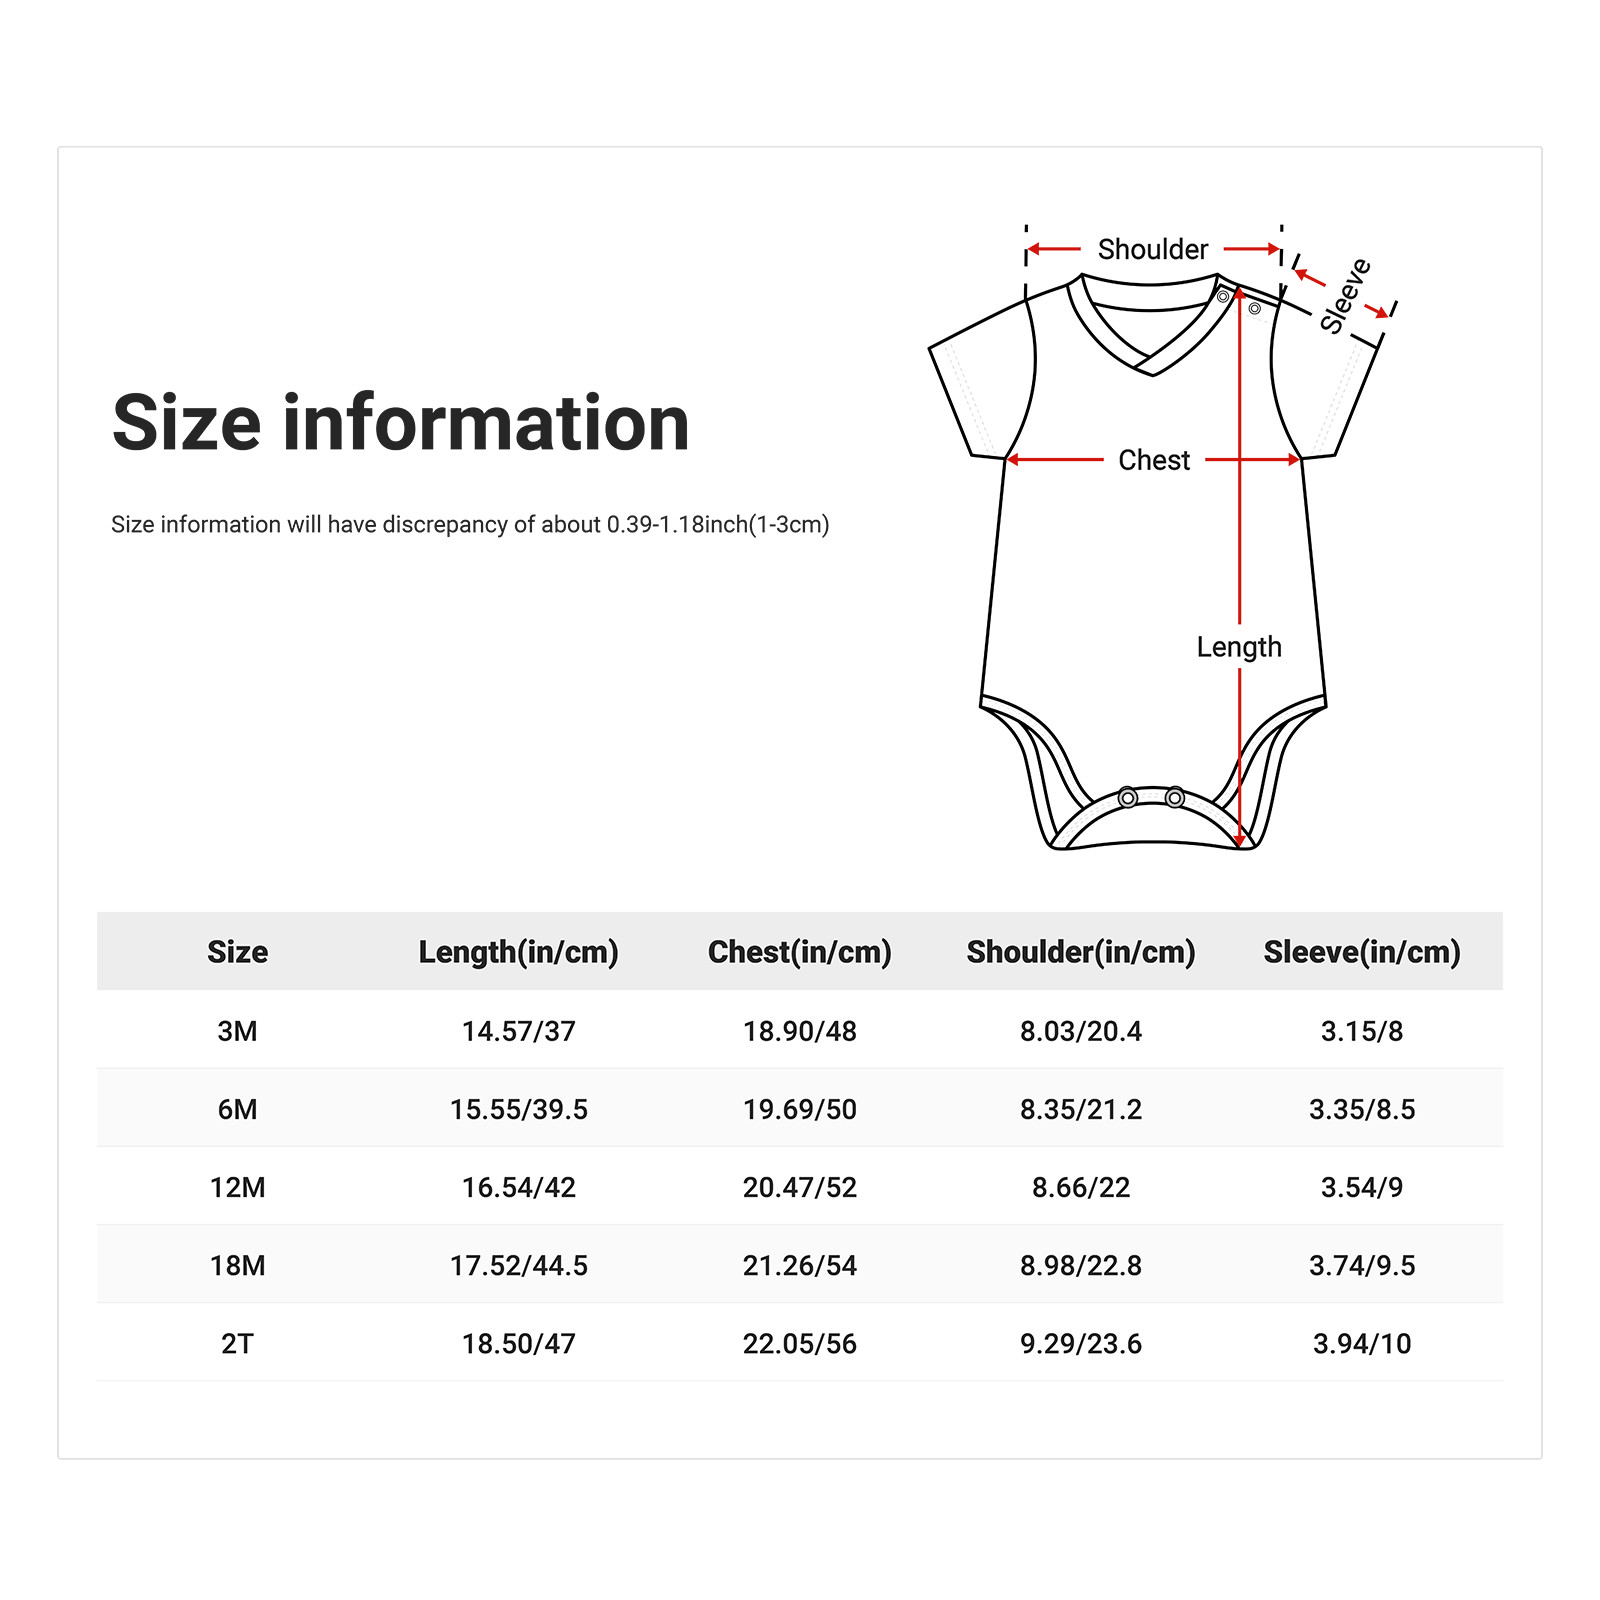 Size information
Size information will have discrepancy of about 0.39-1.18inch(1-3cm)
Shoulder
Sleeve
Chest
Length
Size Length(in/cm) Chest(in/cm) Shoulder(in/cm) Sleeve(in/cm)
3M 14.57/37 18.90/48 8.03/20.4 3.15/8
6M 15.55/39.5 19.69/50 8.35/21.2 3.35/8.5
12M 16.54/42 20.47/52 8.66/22 3.54/9
18M 17.52/44.5 21.26/54 8.98/22.8 3.74/9.5
2T 18.50/47 22.05/56 9.29/23.6 3.94/10